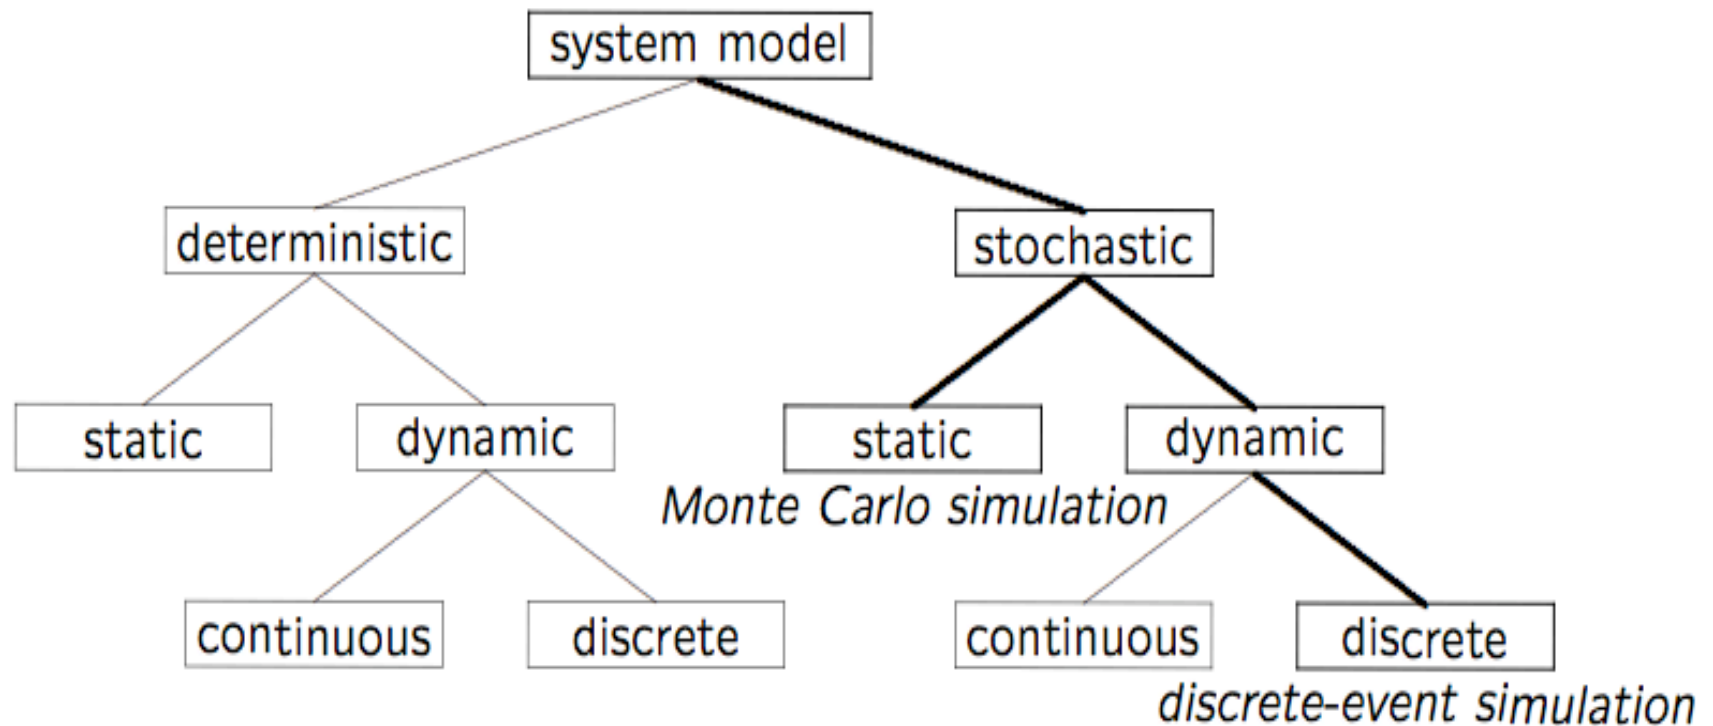 system model
deterministic
stochastic
static
dynamic
static
dynamic
Monte Carlo simulation
continuous
discrete
continuous
discrete
discrete-event simulation